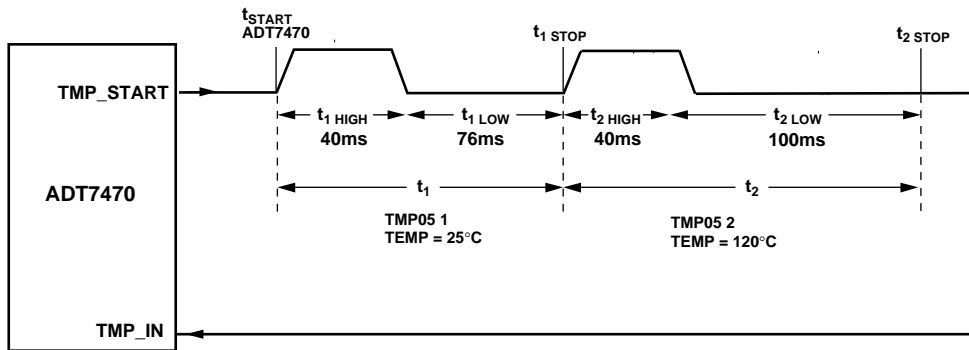 tSTART
ADT7470
t1 STOP
t2 STOP
TMP_START
t1 HIGH
40ms
t1 LOW
76ms
t2 HIGH
40ms
t2 LOW
100ms
ADT7470
t1
t2
TMP05 1
TEMP = 25°C
TMP05 2
TEMP = 120°C
TMP_IN